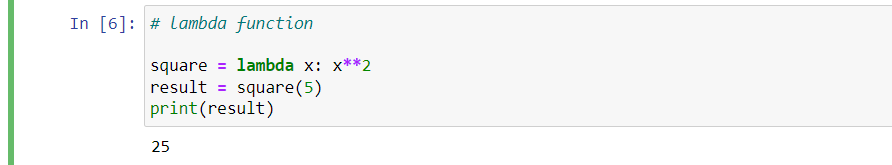 In [6]: # lambda function
square = lambda x: x**2
result = square(5)
print(result)
25